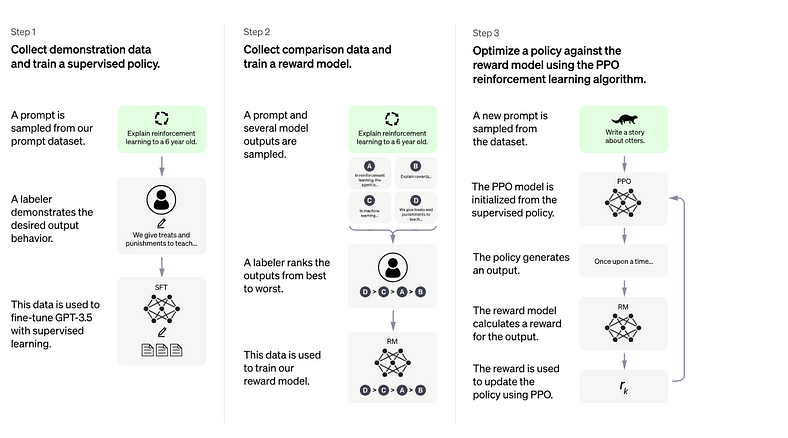 Step 1
Collect demonstration data
and train a supervised policy.
A prompt is
sampled from our
prompt dataset.
Explain reinforcement
learning to a 6 year old.
A labeler
demonstrates the
desired output
behavior.
We give treats and
punishments to teach...
This data is used to
fine-tune GPT-3.5
with supervised
learning.
SFT
Step 2
Collect comparison data and
train a reward model.
A prompt and
several model
outputs are
sampled.
Explain reinforcement
learning to a 6 year old.
A
In reinforcement
learning, the
agent is...
B
Explain rewards...
C
In machine
learning...
D
We give treats and
punishments to
teach...
A labeler ranks the
outputs from best
to worst.
D > C > A > B
This data is used
to train our
reward model.
RM
D > C > A > B
Step 3
Optimize a policy against the
reward model using the PPO
reinforcement learning algorithm.
A new prompt is
sampled from
the dataset.
Write a story
about otters.
The PPO model is
initialized from the
supervised policy.
PPO
The policy generates
an output.
Once upon a time...
The reward model
calculates a reward
for the output.
RM
The reward is used
to update the
policy using PPO.
rk